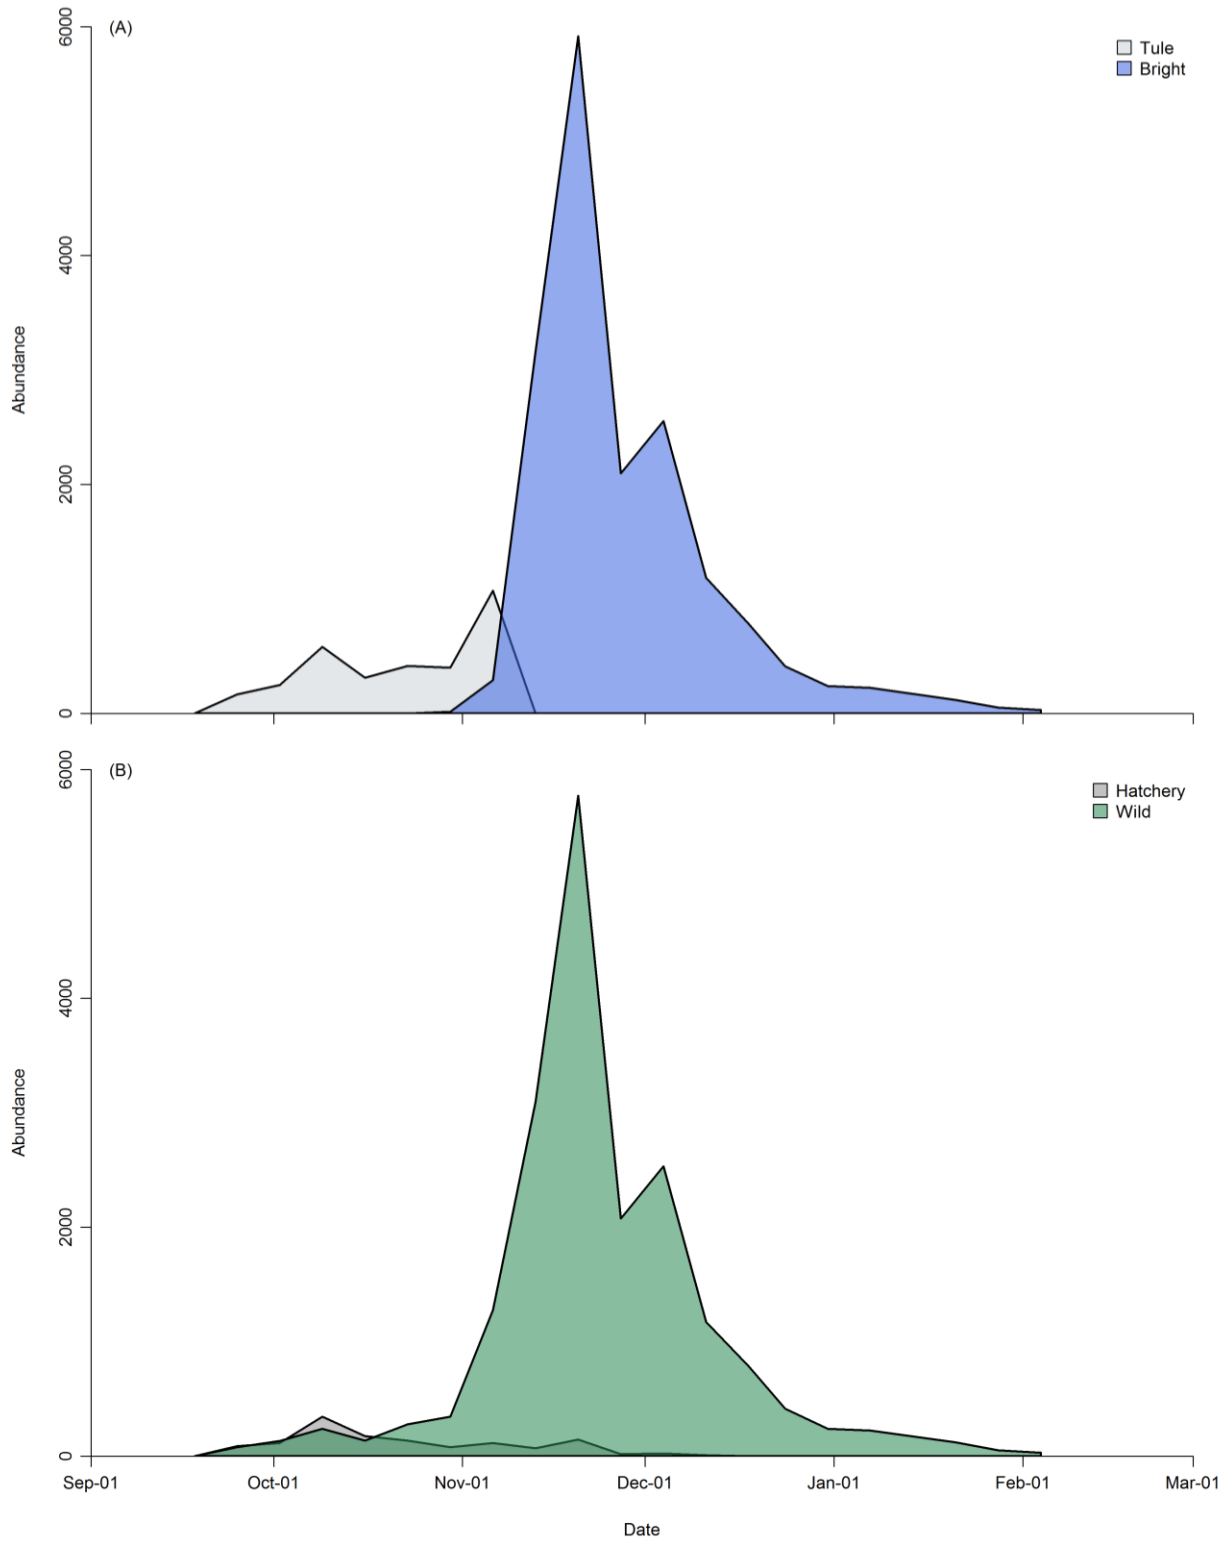 (A)
Tule
Bright
6000
4000
2000
0
Abundance
(B)
Hatchery
Wild
6000
4000
2000
0
Abundance
Sep-01 Oct-01 Nov-01 Dec-01 Jan-01 Feb-01 Mar-01
Date